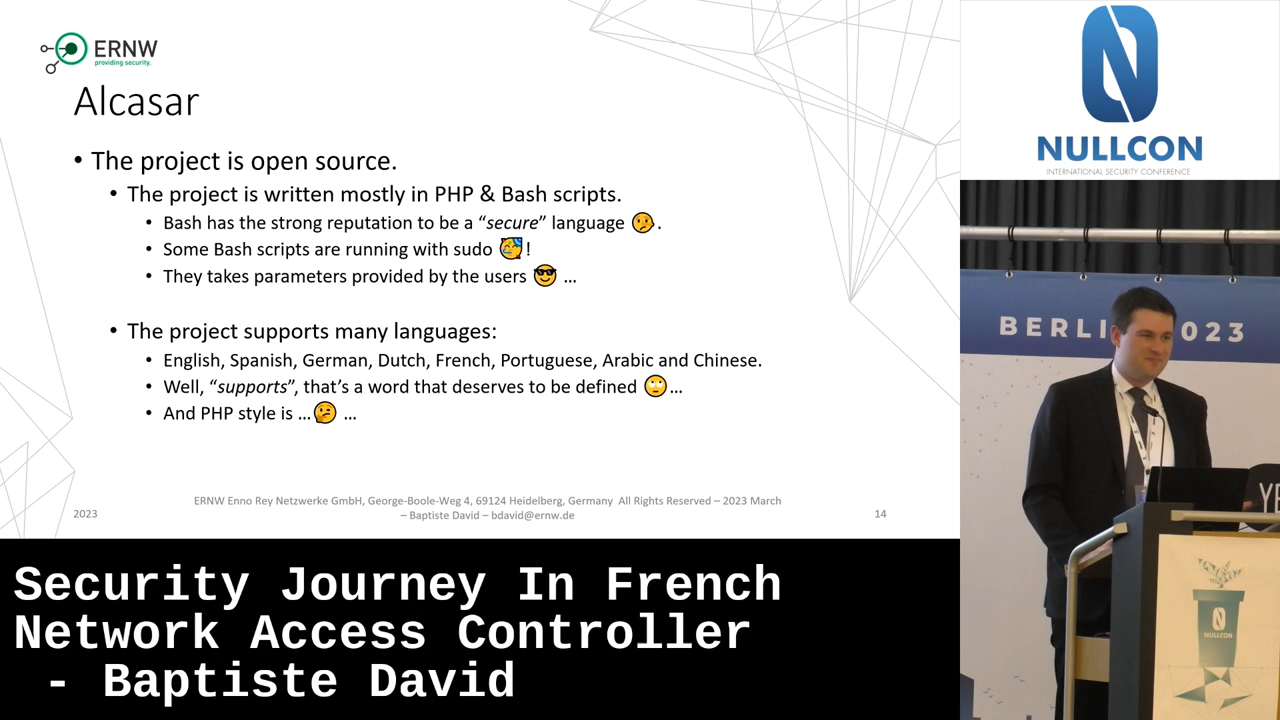 ERNW
providing security.
Alcasar
• The project is open source.
• The project is written mostly in PHP & Bash scripts.
• Bash has the strong reputation to be a “secure” language 🤨.
• Some Bash scripts are running with sudo 🥳!
• They takes parameters provided by the users 😎 …
• The project supports many languages:
• English, Spanish, German, Dutch, French, Portuguese, Arabic and Chinese.
• Well, “supports”, that’s a word that deserves to be defined 🙄…
• And PHP style is …🤔 …
2023
ERNW Enno Rey Netzwerke GmbH, George-Boole-Weg 4, 69124 Heidelberg, Germany All Rights Reserved – 2023 March
– Baptiste David – bdavid@ernw.de
14
NULLCON
INTERNATIONAL SECURITY CONFERENCE
NULLCON
Security Journey In French
Network Access Controller
- Baptiste David